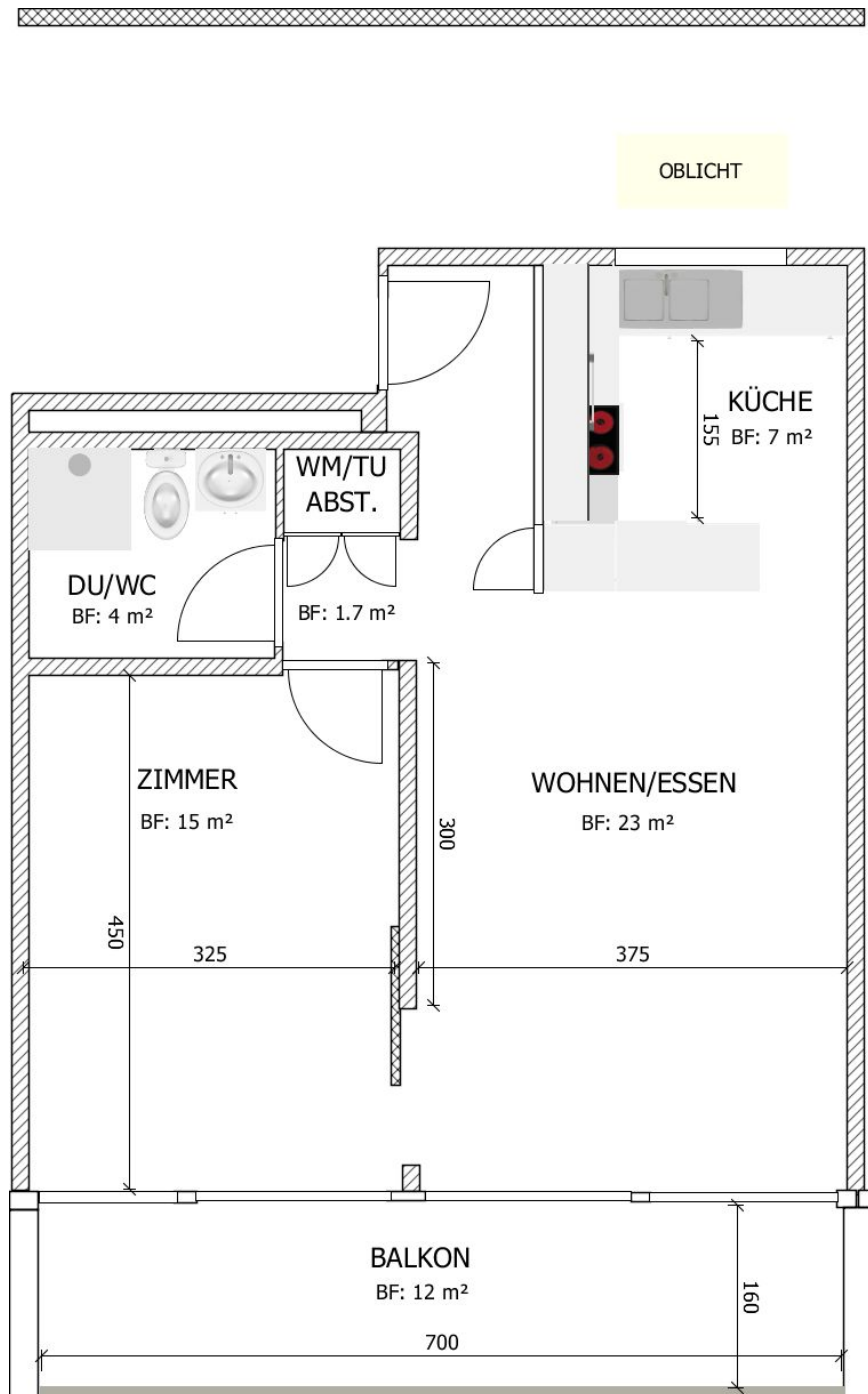 OBLICHT
KÜCHE
BF: 7 m²
155
WM/TU
ABST.
DU/WC
BF: 4 m²
BF: 1.7 m²
ZIMMER
BF: 15 m²
WOHNEN/ESSEN
BF: 23 m²
300
450
325
375
BALKON
BF: 12 m²
160
700